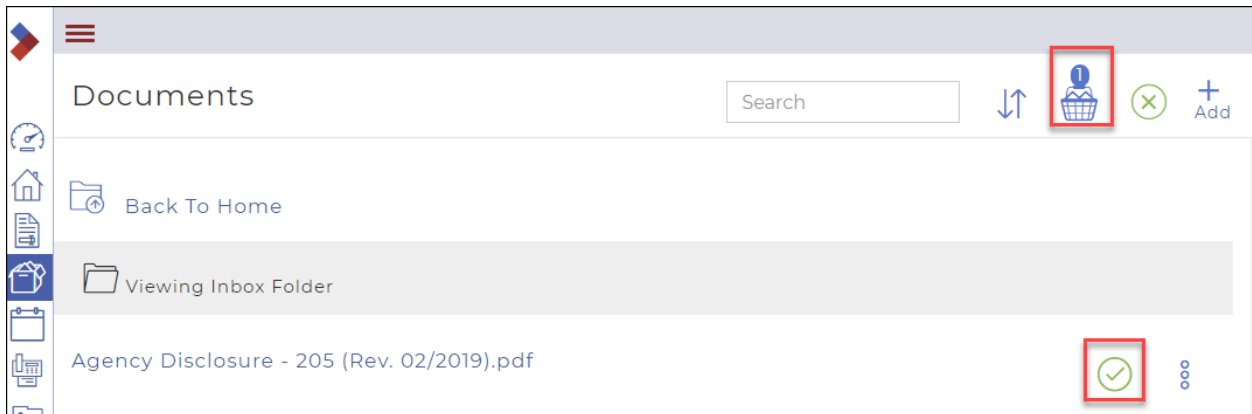 Documents
Search
1
Add
Back To Home
Viewing Inbox Folder
Agency Disclosure - 205 (Rev. 02/2019).pdf